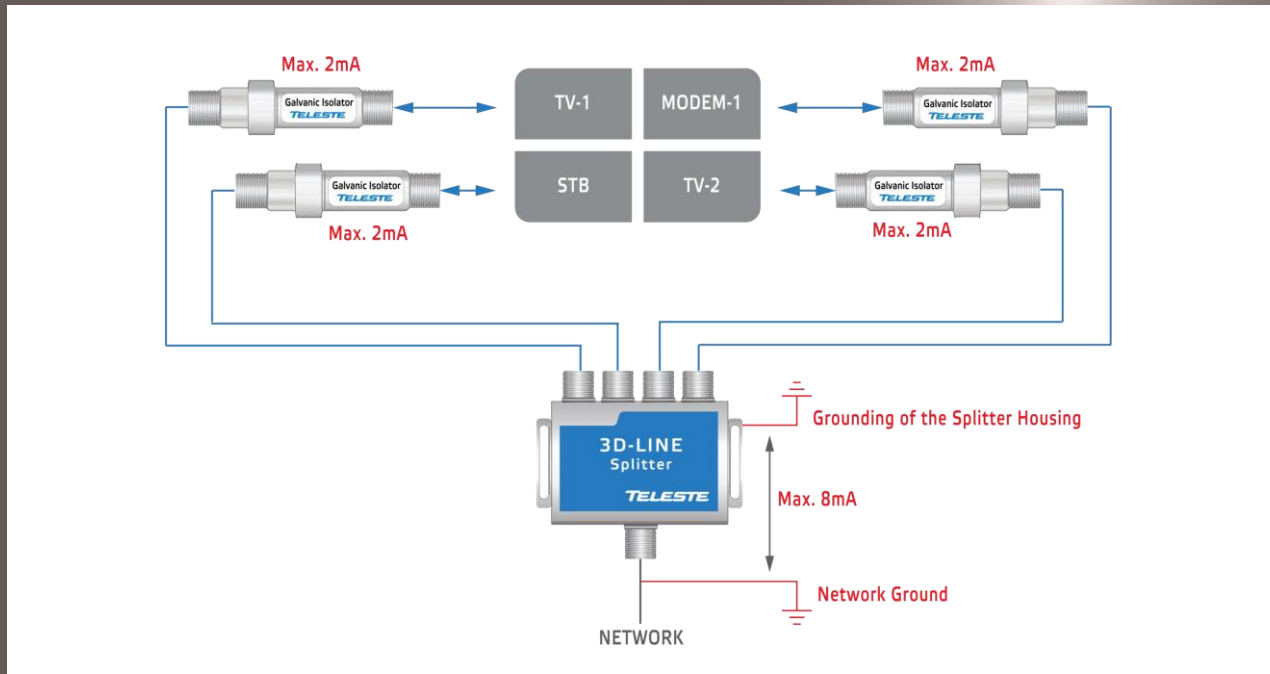 Max. 2mA
Max. 2mA
Galvanic Isolator
TELESTE
TV-1
MODEM-1
Galvanic Isolator
TELESTE
Galvanic Isolator
TELESTE
STB
TV-2
Galvanic Isolator
TELESTE
Max. 2mA
Max. 2mA
Grounding of the Splitter Housing
3D-LINE
Splitter
TELESTE
Max. 8mA
Network Ground
NETWORK